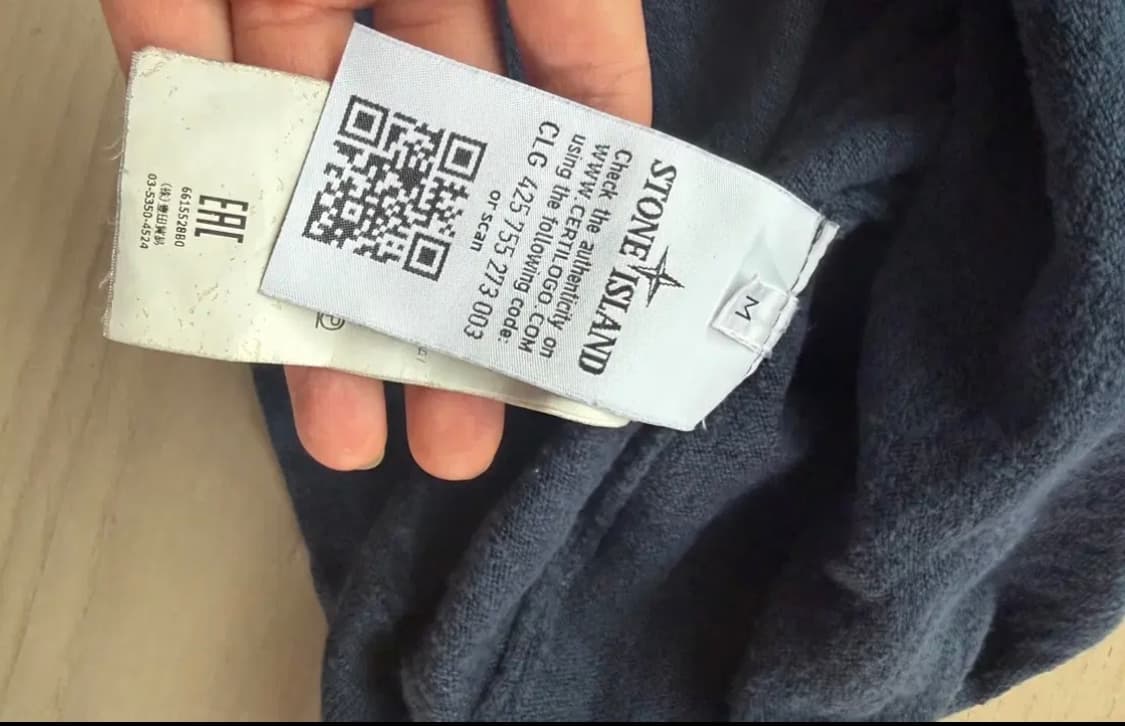 M
STONE ISLAND
Check the authenticity on
WWW.CERTILOGO.COM
using the following code:
CLG 425 755 273 003
or scan
EAC
661552880
03-5350-4524